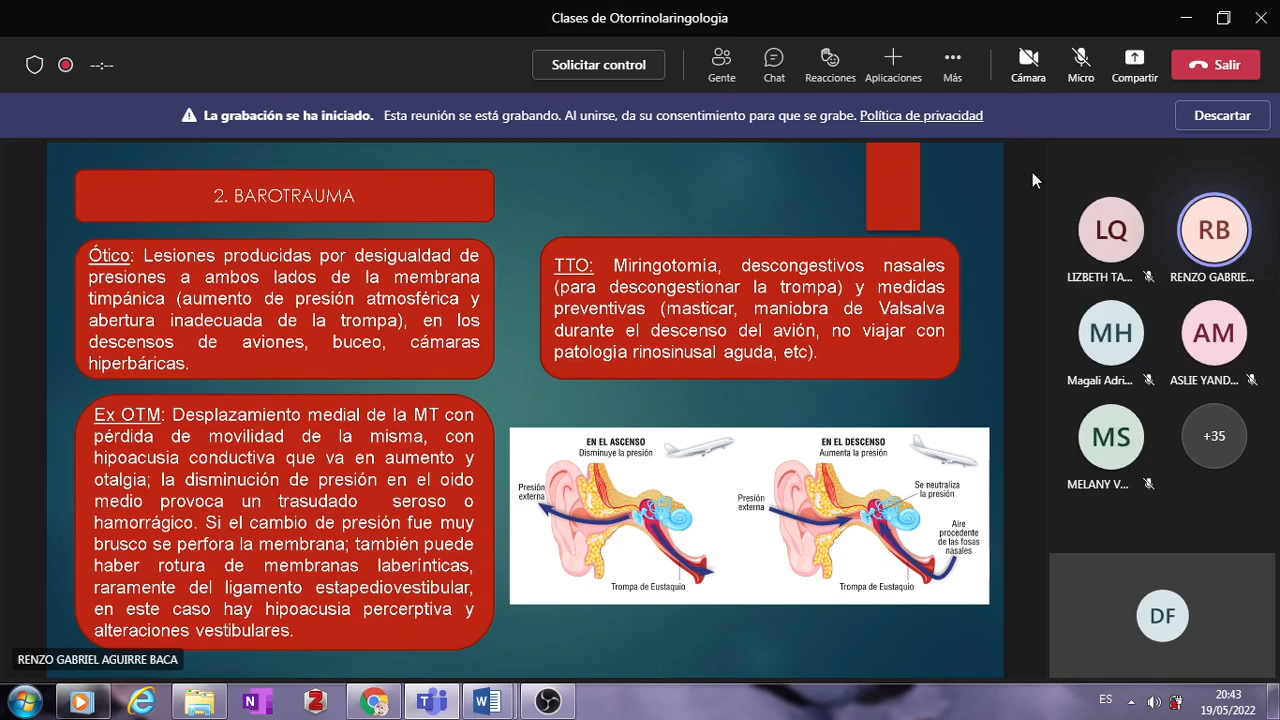 Clases de Otorrinolaringologia
--:--
Solicitar control
Gente
Chat
Reacciones
Aplicaciones
Más
Cámara
Micro
Compartir
Salir
La grabación se ha iniciado. Esta reunión se está grabando. Al unirse, da su consentimiento para que se grabe. Política de privacidad
Descartar
2. BAROTRAUMA
Ótico: Lesiones producidas por desigualdad de
presiones a ambos lados de la membrana
timpánica (aumento de presión atmosférica y
abertura inadecuada de la trompa), en los
descensos de aviones, buceo, cámaras
hiperbáricas.
TTO: Miringotomía, descongestivos nasales
(para descongestionar la trompa) y medidas
preventivas (masticar, maniobra de Valsalva
durante el descenso del avión, no viajar con
patología rinosinusal aguda, etc).
Ex OTM: Desplazamiento medial de la MT con
pérdida de movilidad de la misma, con
hipoacusia conductiva que va en aumento y
otalgia; la disminución de presión en el oido
medio provoca un trasudado seroso o
hamorrágico. Si el cambio de presión fue muy
brusco se perfora la membrana; también puede
haber rotura de membranas laberínticas,
raramente del ligamento estapediovestibular,
en este caso hay hipoacusia percerptiva y
alteraciones vestibulares.
EN EL ASCENSO
Disminuye la presión
Presión
externa
Trompa de Eustaquio
EN EL DESCENSO
Aumenta la presión
Presión
externa
Se neutraliza
la presión
Aire
procedente
de las fosas
nasales
Trompa de Eustaquio
RENZO GABRIEL AGUIRRE BACA
LQ
LIZBETH TA...
RB
RENZO GABRIE...
MH
Magali Adri...
AM
ASLIE YAND...
MS
MELANY V...
+35
DF
ES
20:43
19/05/2022